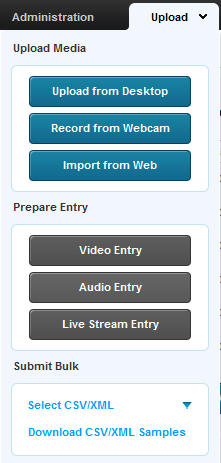 Administration Upload
Upload Media
Upload from Desktop
Record from Webcam
Import from Web
Prepare Entry
Video Entry
Audio Entry
Live Stream Entry
Submit Bulk
Select CSV/XML
Download CSV/XML Samples